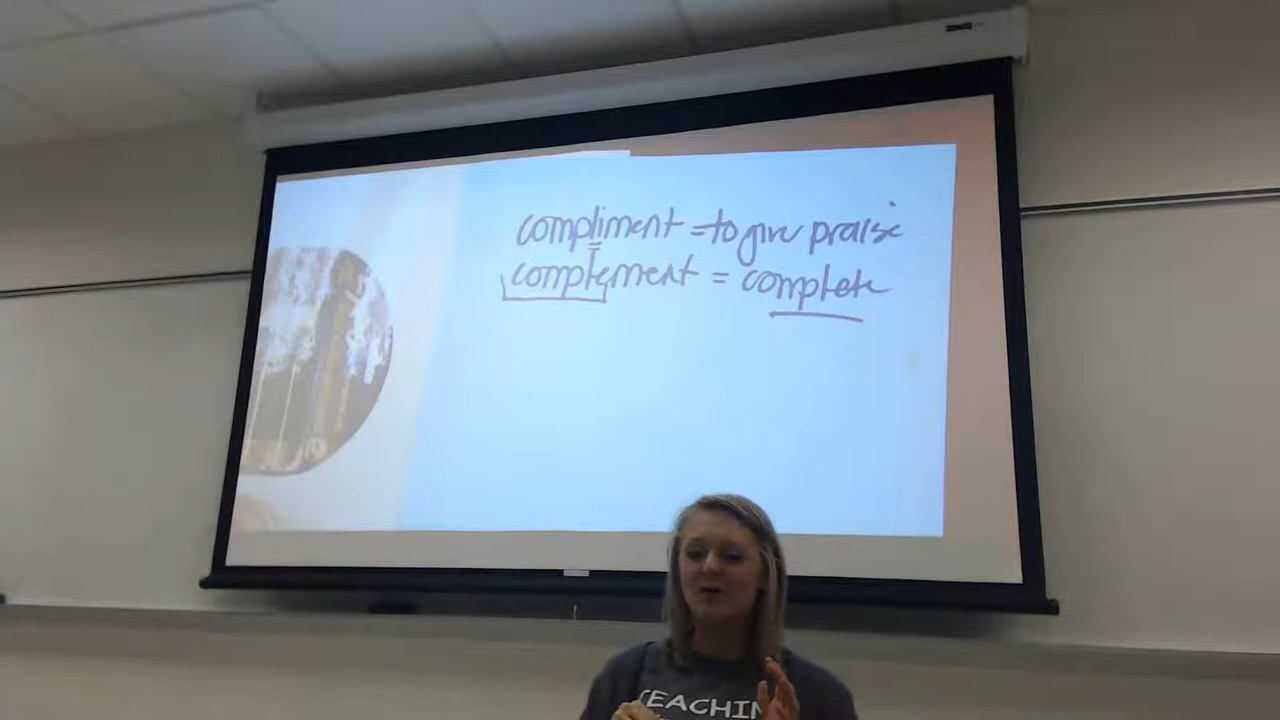 compliment = to give praise
complement = complete
TEACHIN